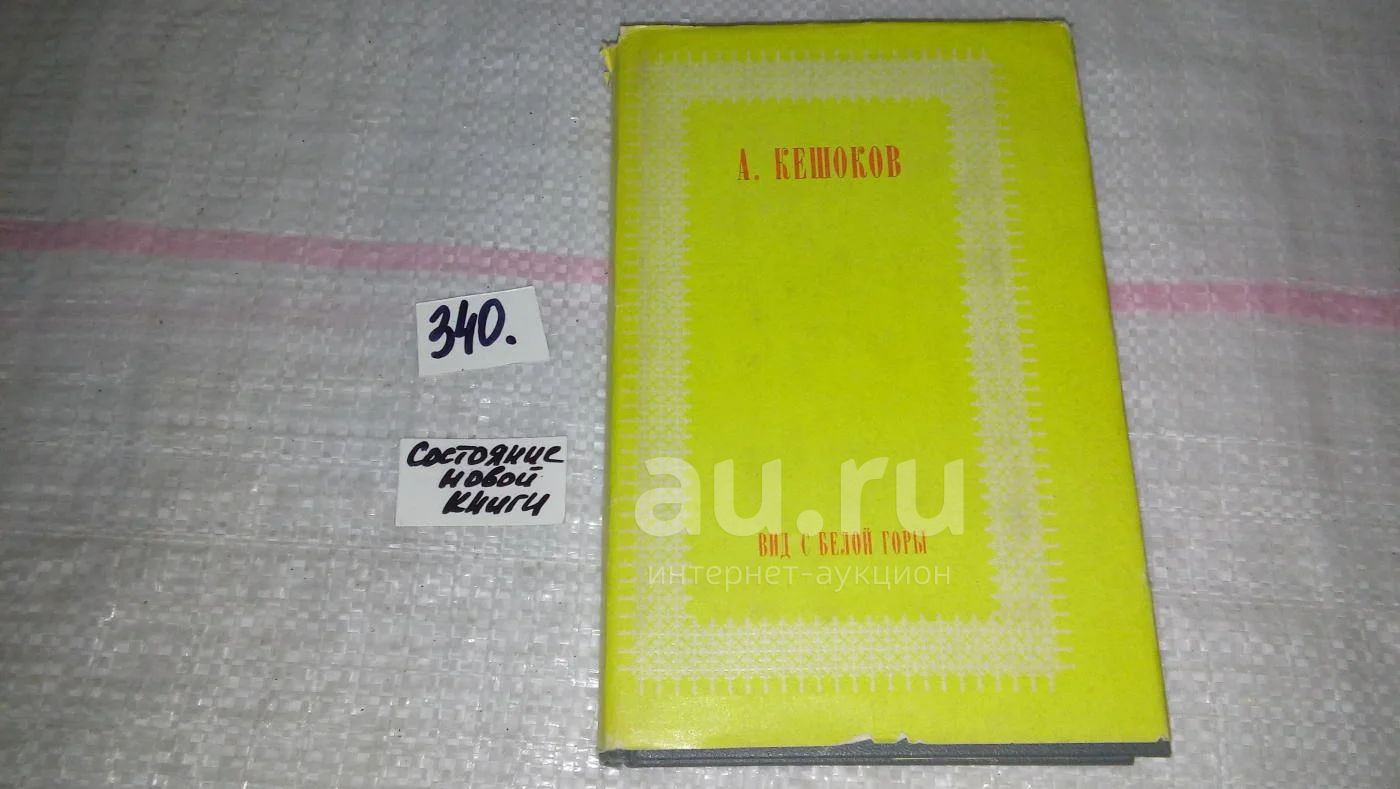 А. КЕШОКОВ
340.
Состояние
новой
книги
au.ru
ВИД С БЕЛОЙ ГОРЫ
интернет-аукцион